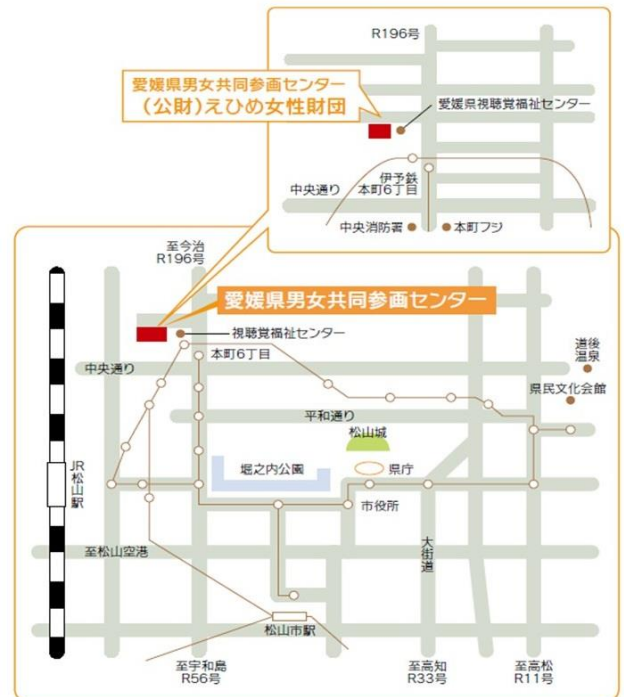 R196号
愛媛県男女共同参画センター
(公財)えひめ女性財団
愛媛県視聴覚福祉センター
伊予鉄
本町6丁目
中央通り
中央消防署
本町フジ
至今治
R196号
愛媛県男女共同参画センター
視聴覚福祉センター
本町6丁目
中央通り
道後
温泉
県民文化会館
平和通り
松山城
堀之内公園
県庁
JR松山駅
市役所
大街道
至松山空港
松山市駅
至宇和島
R56号
至高知
R33号
至高松
R11号